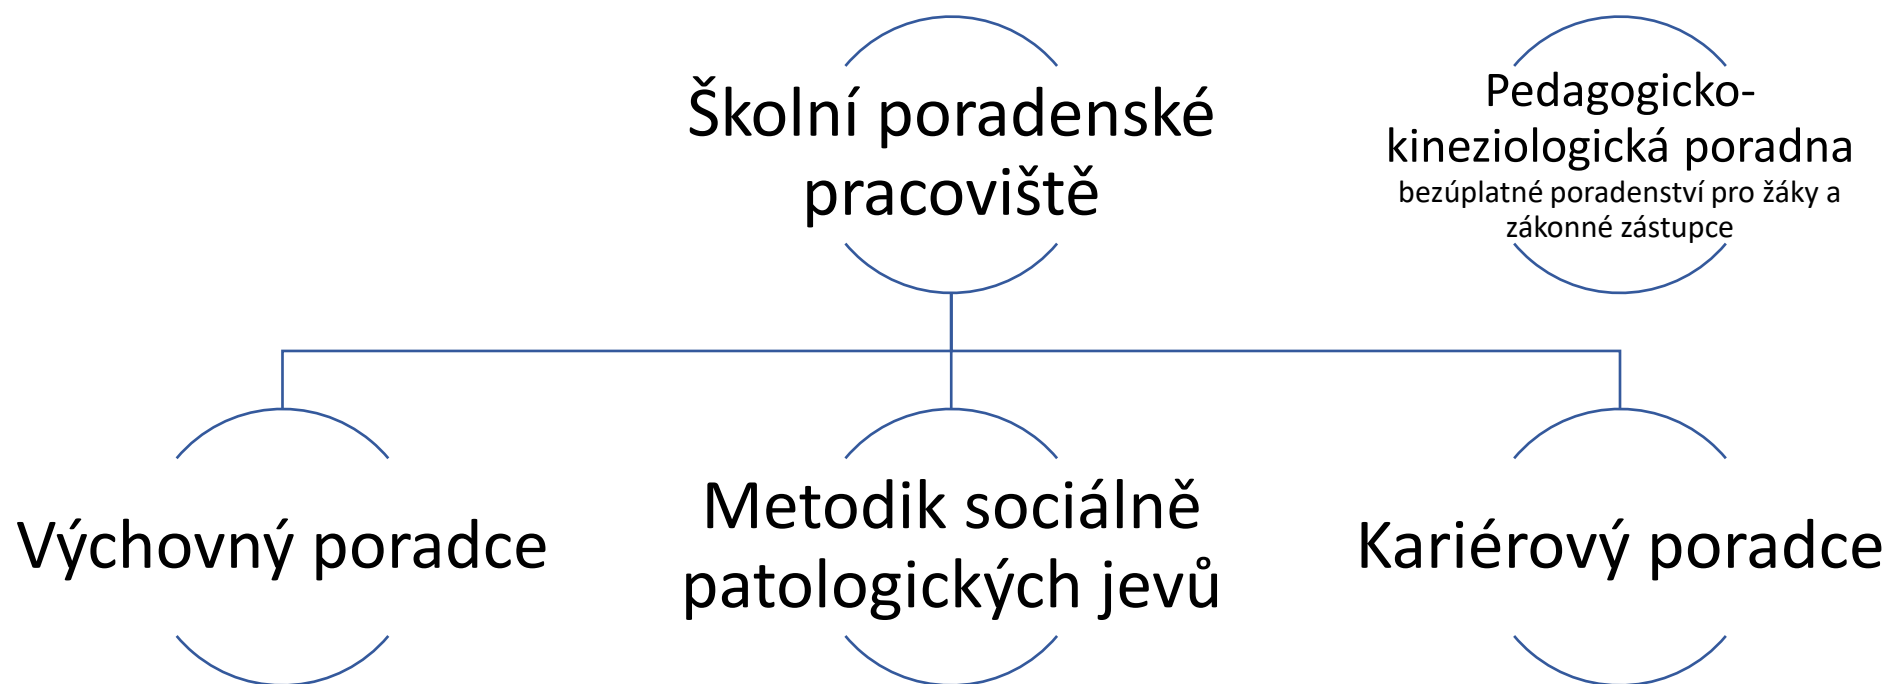 Školní poradenské
pracoviště
Pedagogicko-
kineziologická poradna
bezúplatné poradenství pro žáky a
zákonné zástupce
Výchovný poradce
Metodik sociálně
patologických jevů
Kariérový poradce